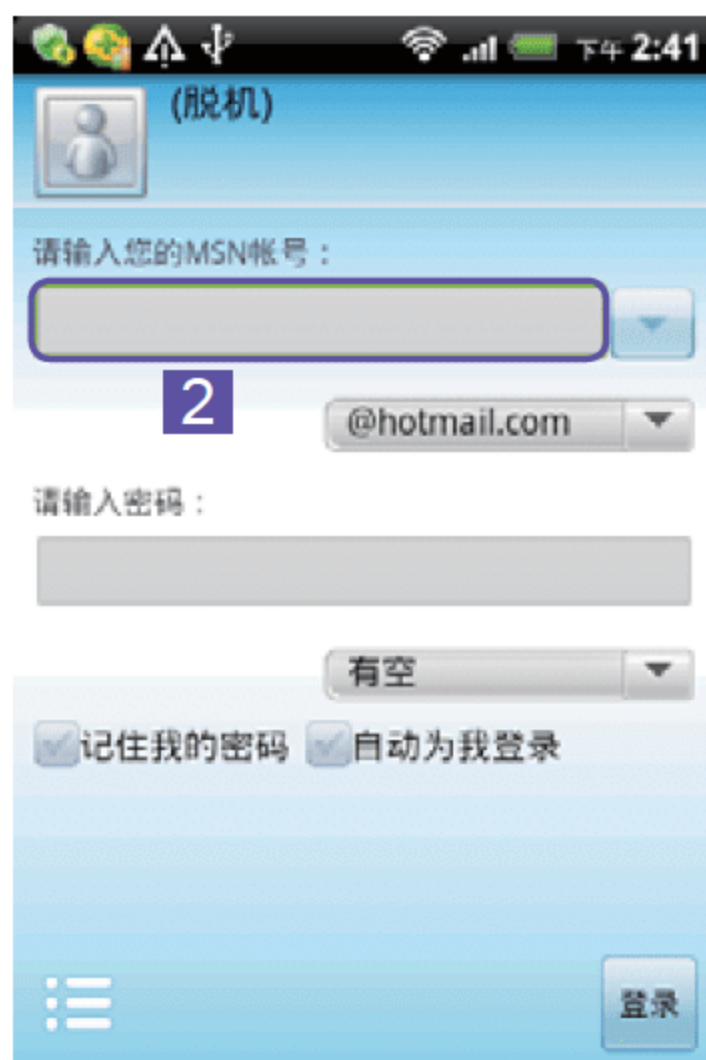 下午 2:41
(脱机)
请输入您的MSN帐号：
2
@hotmail.com
请输入密码：
有空
记住我的密码 自动为我登录
登录